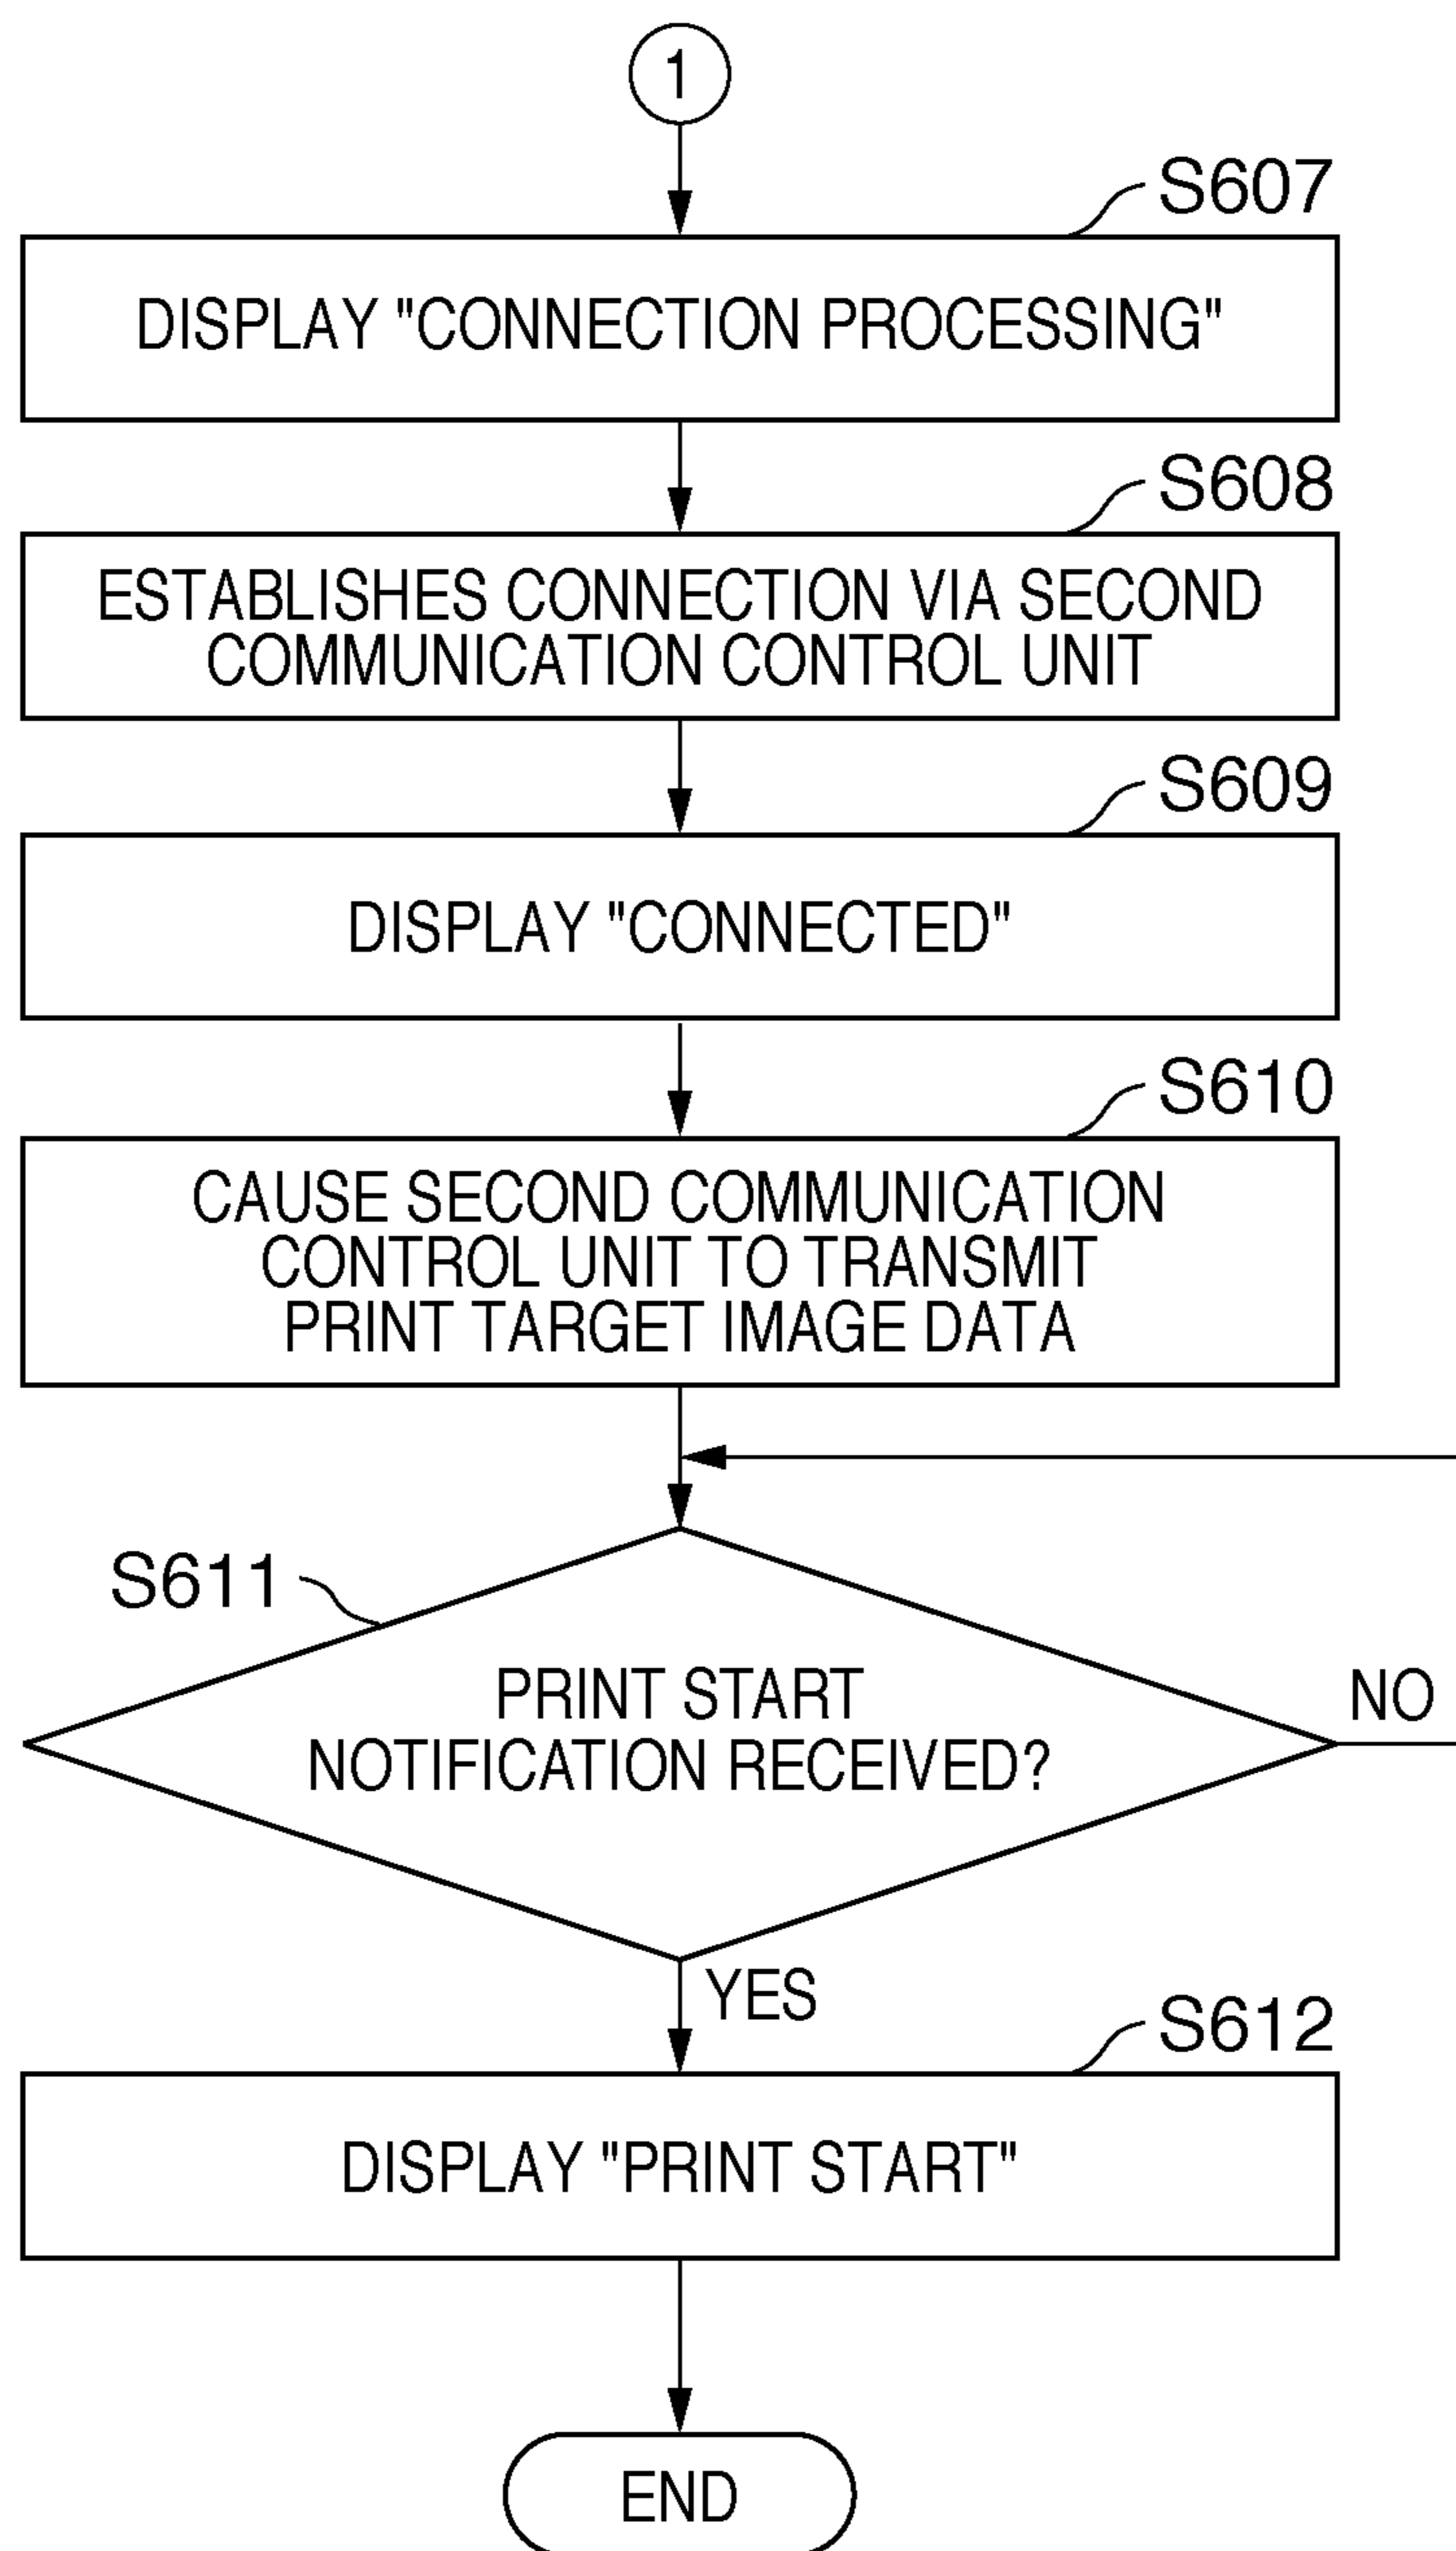 1
S607
DISPLAY "CONNECTION PROCESSING"
S608
ESTABLISHES CONNECTION VIA SECOND
COMMUNICATION CONTROL UNIT
S609
DISPLAY "CONNECTED"
S610
CAUSE SECOND COMMUNICATION
CONTROL UNIT TO TRANSMIT
PRINT TARGET IMAGE DATA
S611
PRINT START
NOTIFICATION RECEIVED?
NO
YES
S612
DISPLAY "PRINT START"
END